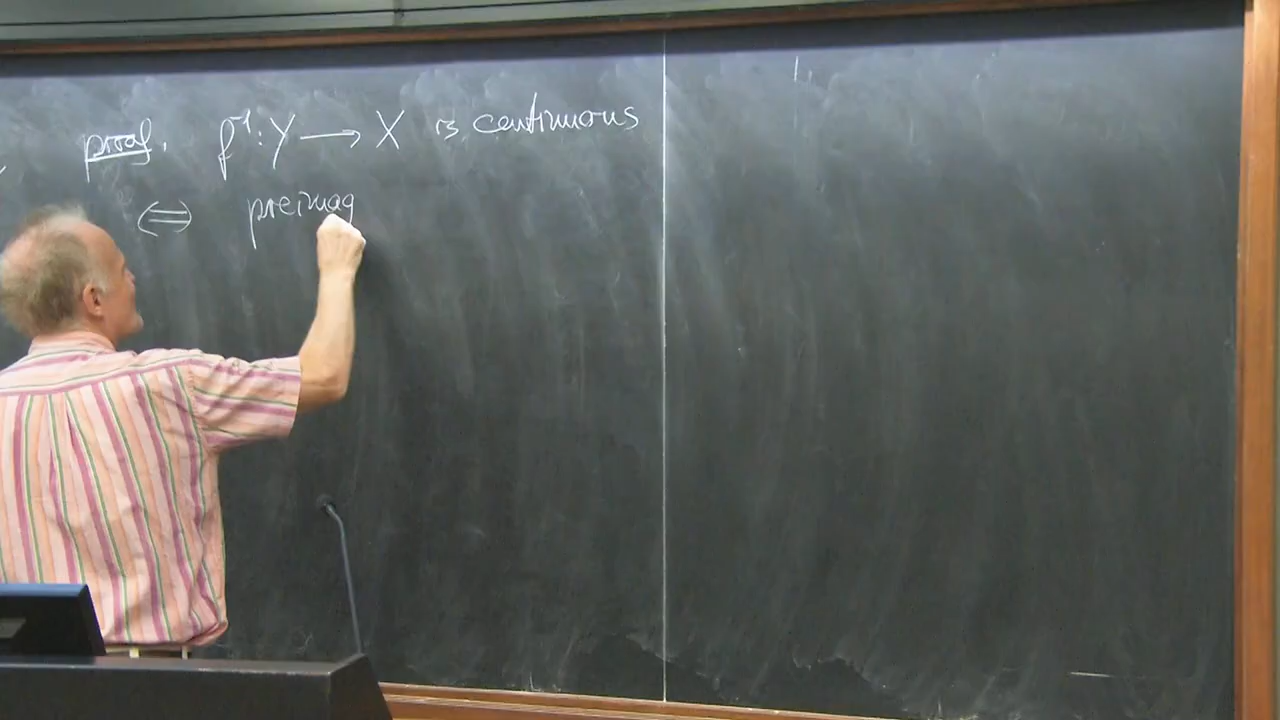 proof. f⁻¹: Y ⟶ X is continuous
⟺ preimag